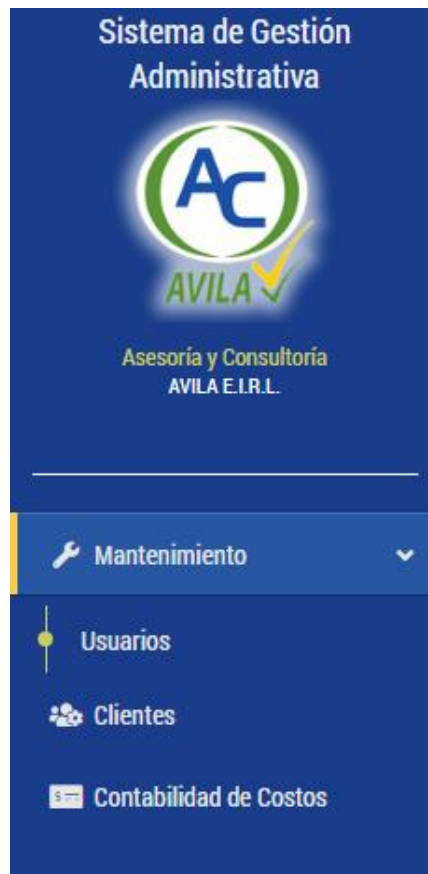 Sistema de Gestión
Administrativa
AC
AVILA
Asesoría y Consultoría
AVILA E.I.R.L.
Mantenimiento
Usuarios
Clientes
Contabilidad de Costos